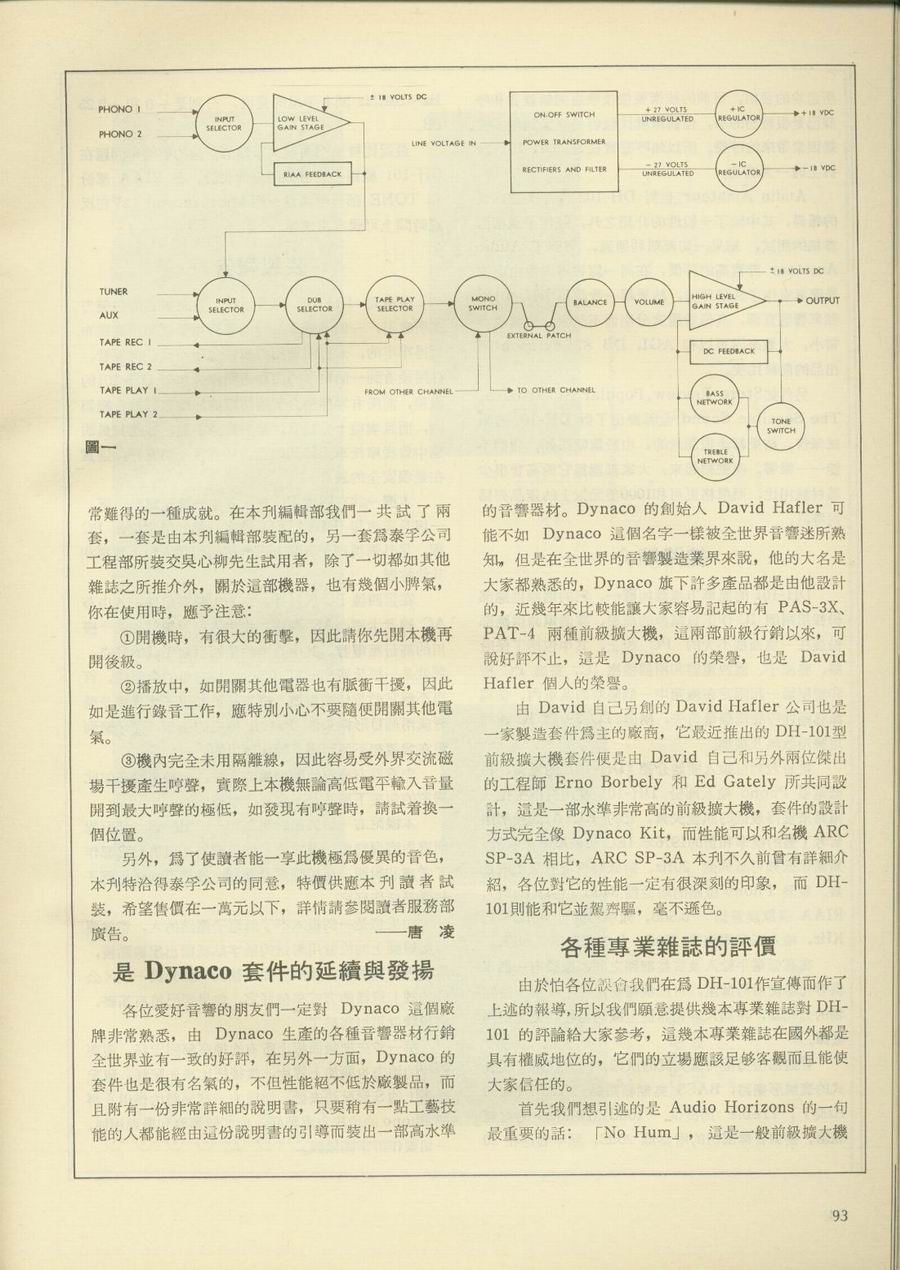 PHONO 1
PHONO 2
INPUT
SELECTOR
LOW LEVEL
GAIN STAGE
± 18 VOLTS DC
RIAA FEEDBACK
LINE VOLTAGE IN
ON-OFF SWITCH
POWER TRANSFORMER
RECTIFIERS AND FILTER
+ 27 VOLTS
UNREGULATED
− 27 VOLTS
UNREGULATED
+ IC
REGULATOR
− IC
REGULATOR
+ 18 VDC
− 18 VDC
TUNER
AUX
TAPE REC 1
TAPE REC 2
TAPE PLAY 1
TAPE PLAY 2
INPUT
SELECTOR
DUB
SELECTOR
TAPE PLAY
SELECTOR
MONO
SWITCH
EXTERNAL PATCH
FROM OTHER CHANNEL
TO OTHER CHANNEL
BALANCE
VOLUME
HIGH LEVEL
GAIN STAGE
± 18 VOLTS DC
OUTPUT
DC FEEDBACK
BASS
NETWORK
TREBLE
NETWORK
TONE
SWITCH
圖一
常難得的一種成就。在本刊編輯部我們一共試了兩
套，一套是由本刊編輯部裝配的，另一套爲泰孚公司
工程部所裝交吳心柳先生試用者，除了一切都如其他
雜誌之所推介外，關於這部機器，也有幾個小脾氣，
你在使用時，應予注意：
①開機時，有很大的衝擊，因此請你先開本機再
開後級。
②播放中，如開關其他電器也有脈衝干擾，因此
如是進行錄音工作，應特別小心不要隨便開關其他電
氣。
③機內完全未用隔離線，因此容易受外界交流磁
場干擾產生哼聲，實際上本機無論高低電平輸入音量
開到最大哼聲的極低，如發現有哼聲時，請試着換一
個位置。
另外，爲了使讀者能一享此機極爲優異的音色，
本刊特洽得泰孚公司的同意，特價供應本刊讀者試
裝，希望售價在一萬元以下，詳情請參閱讀者服務部
廣告。 ——唐　凌
是 Dynaco 套件的延續與發揚
各位愛好音響的朋友們一定對 Dynaco 這個廠
牌非常熟悉，由 Dynaco 生產的各種音響器材行銷
全世界並有一致的好評，在另外一方面，Dynaco 的
套件也是很有名氣的，不但性能絕不低於廠製品，而
且附有一份非常詳細的說明書，只要稍有一點工藝技
能的人都能經由這份說明書的引導而裝出一部高水準
的音響器材。Dynaco 的創始人 David Hafler 可
能不如 Dynaco 這個名字一樣被全世界音響迷所熟
知，但是在全世界的音響製造業界來說，他的大名是
大家都熟悉的，Dynaco 旗下許多產品都是由他設計
的，近幾年來比較能讓大家容易記起的有 PAS-3X、
PAT-4 兩種前級擴大機，這兩部前級行銷以來，可
說好評不止，這是 Dynaco 的榮譽，也是 David
Hafler 個人的榮譽。
由 David 自己另創的 David Hafler 公司也是
一家製造套件爲主的廠商，它最近推出的 DH-101型
前級擴大機套件便是由 David 自己和另外兩位傑出
的工程師 Erno Borbely 和 Ed Gately 所共同設
計，這是一部水準非常高的前級擴大機，套件的設計
方式完全像 Dynaco Kit，而性能可以和名機 ARC
SP-3A 相比，ARC SP-3A 本刊不久前曾有詳細介
紹，各位對它的性能一定有很深刻的印象，而 DH-
101則能和它並駕齊驅，毫不遜色。
各種專業雜誌的評價
由於怕各位誤會我們在爲 DH-101作宣傳而作了
上述的報導，所以我們願意提供幾本專業雜誌對 DH-
101 的評論給大家參考，這幾本專業雜誌在國外都是
具有權威地位的，它們的立場應該足够客觀而且能使
大家信任的。
首先我們想引述的是 Audio Horizons 的一句
最重要的話：「No Hum」，這是一般前級擴大機
93